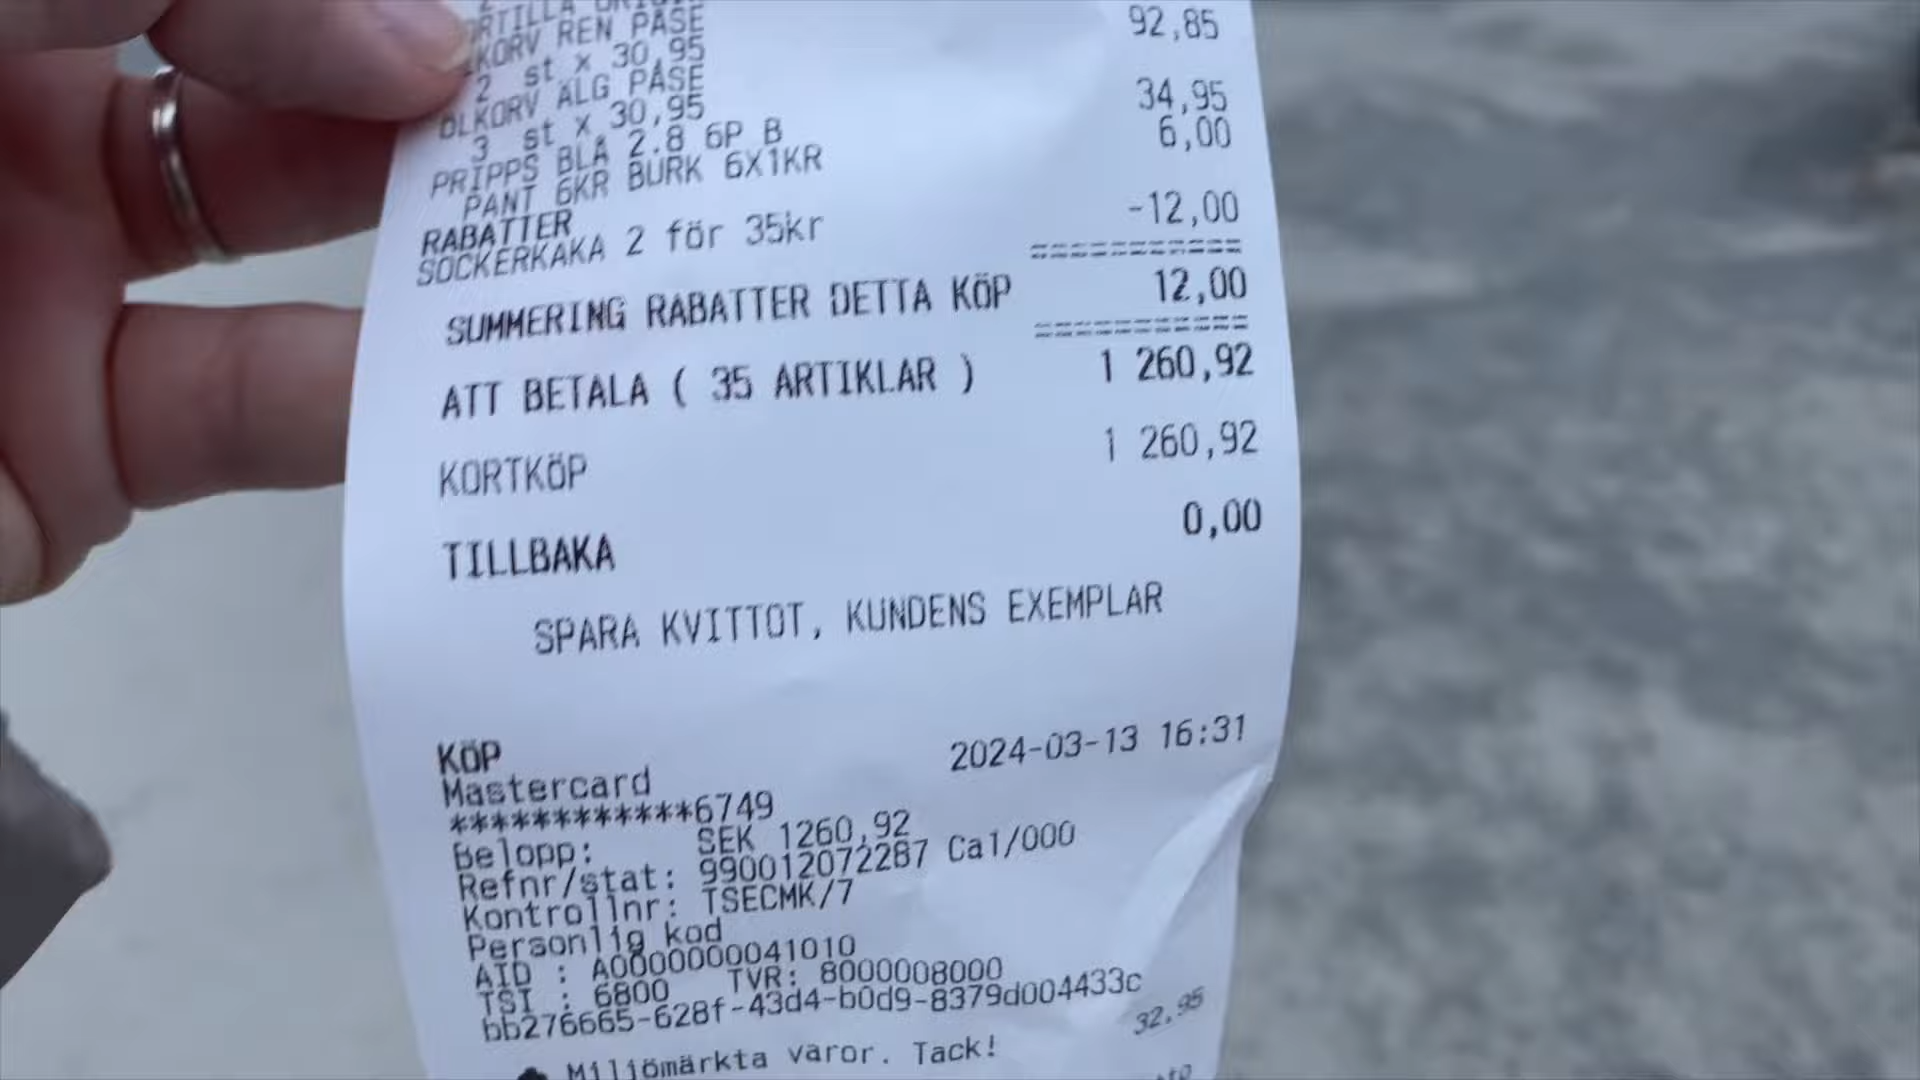 KORV REN PÅSE
2 st x 30,95
ÖLKORV ÄLG PÅSE
3 st x 30,95 92,85
PRIPPS BLÅ 2.8 6P B 34,95
PANT 6KR BURK 6X1KR 6,00
RABATTER
SOCKERKAKA 2 för 35kr -12,00
===========
SUMMERING RABATTER DETTA KÖP 12,00
===========
ATT BETALA ( 35 ARTIKLAR ) 1 260,92
KORTKÖP 1 260,92
TILLBAKA 0,00
SPARA KVITTOT, KUNDENS EXEMPLAR
KÖP 2024-03-13 16:31
Mastercard
************6749
Belopp: SEK 1260,92
Refnr/stat: 990012072287 Ca1/000
Kontrollnr: TSECMK/7
Personlig kod
AID : A0000000041010
TSI : 6800 TVR: 8000008000
bb276665-628f-43d4-b0d9-8379d004433c
Miljömärkta varor. Tack! 32,95